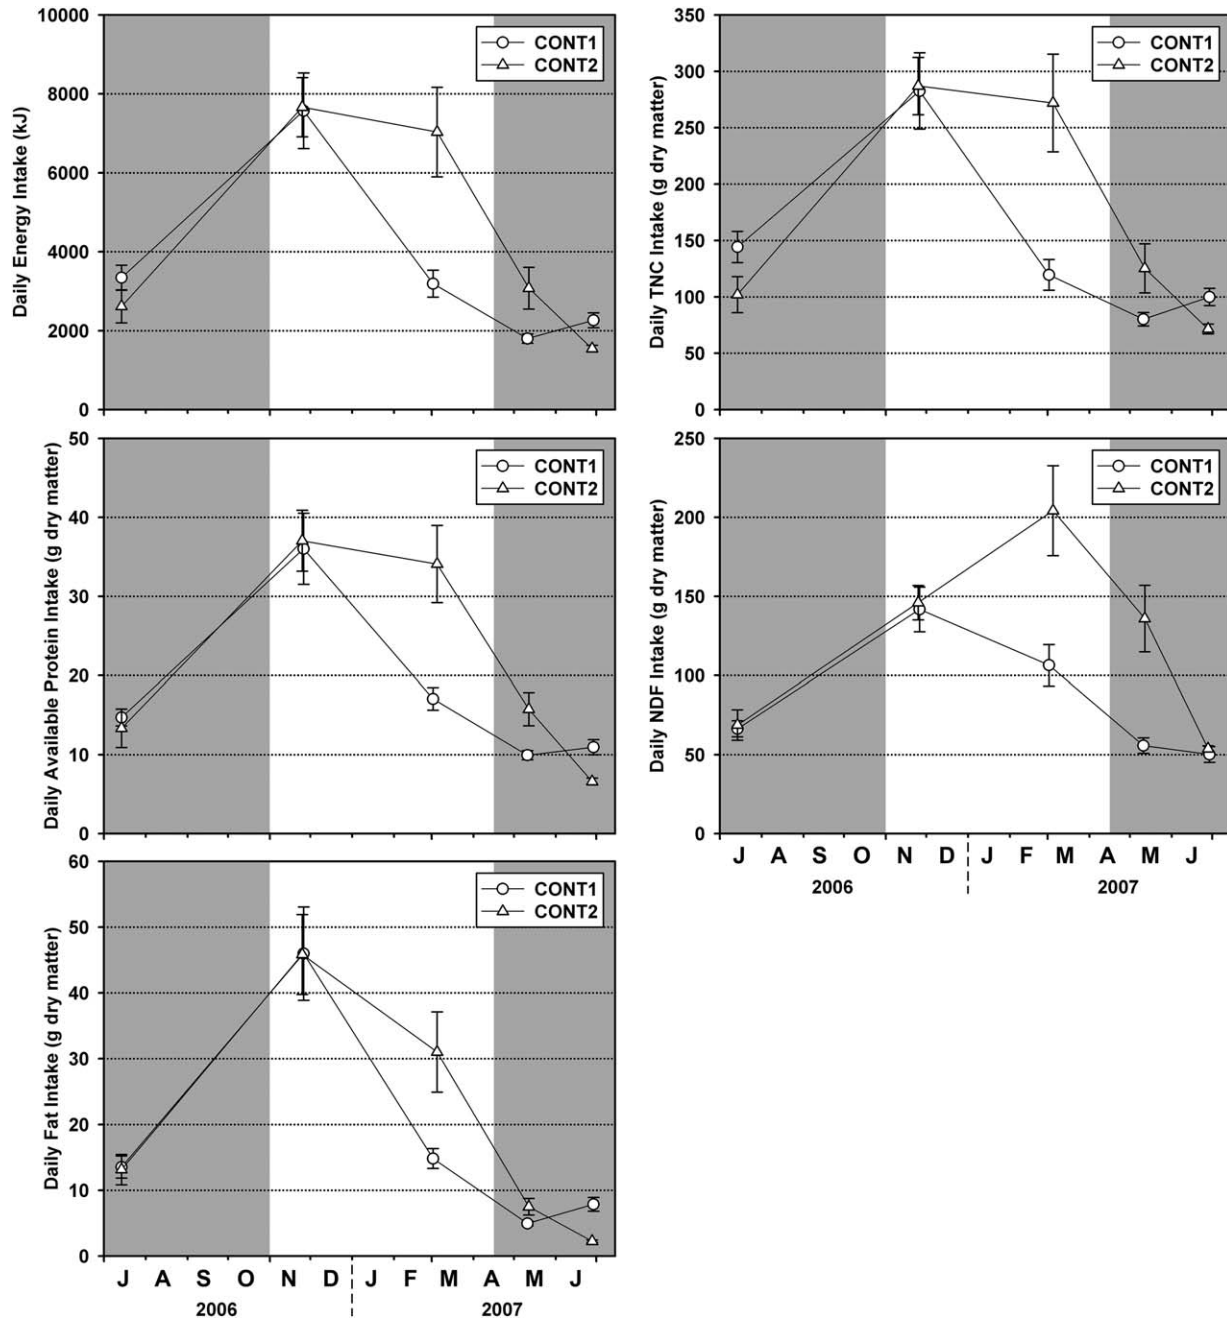 Daily Energy Intake (kJ)
10000
8000
6000
4000
2000
0
CONT1
CONT2
Daily TNC Intake (g dry matter)
350
300
250
200
150
100
50
0
CONT1
CONT2
Daily Available Protein Intake (g dry matter)
50
40
30
20
10
0
CONT1
CONT2
Daily NDF Intake (g dry matter)
250
200
150
100
50
0
CONT1
CONT2
J A S O N D J F M A M J
2006 2007
Daily Fat Intake (g dry matter)
60
50
40
30
20
10
0
CONT1
CONT2
J A S O N D J F M A M J
2006 2007